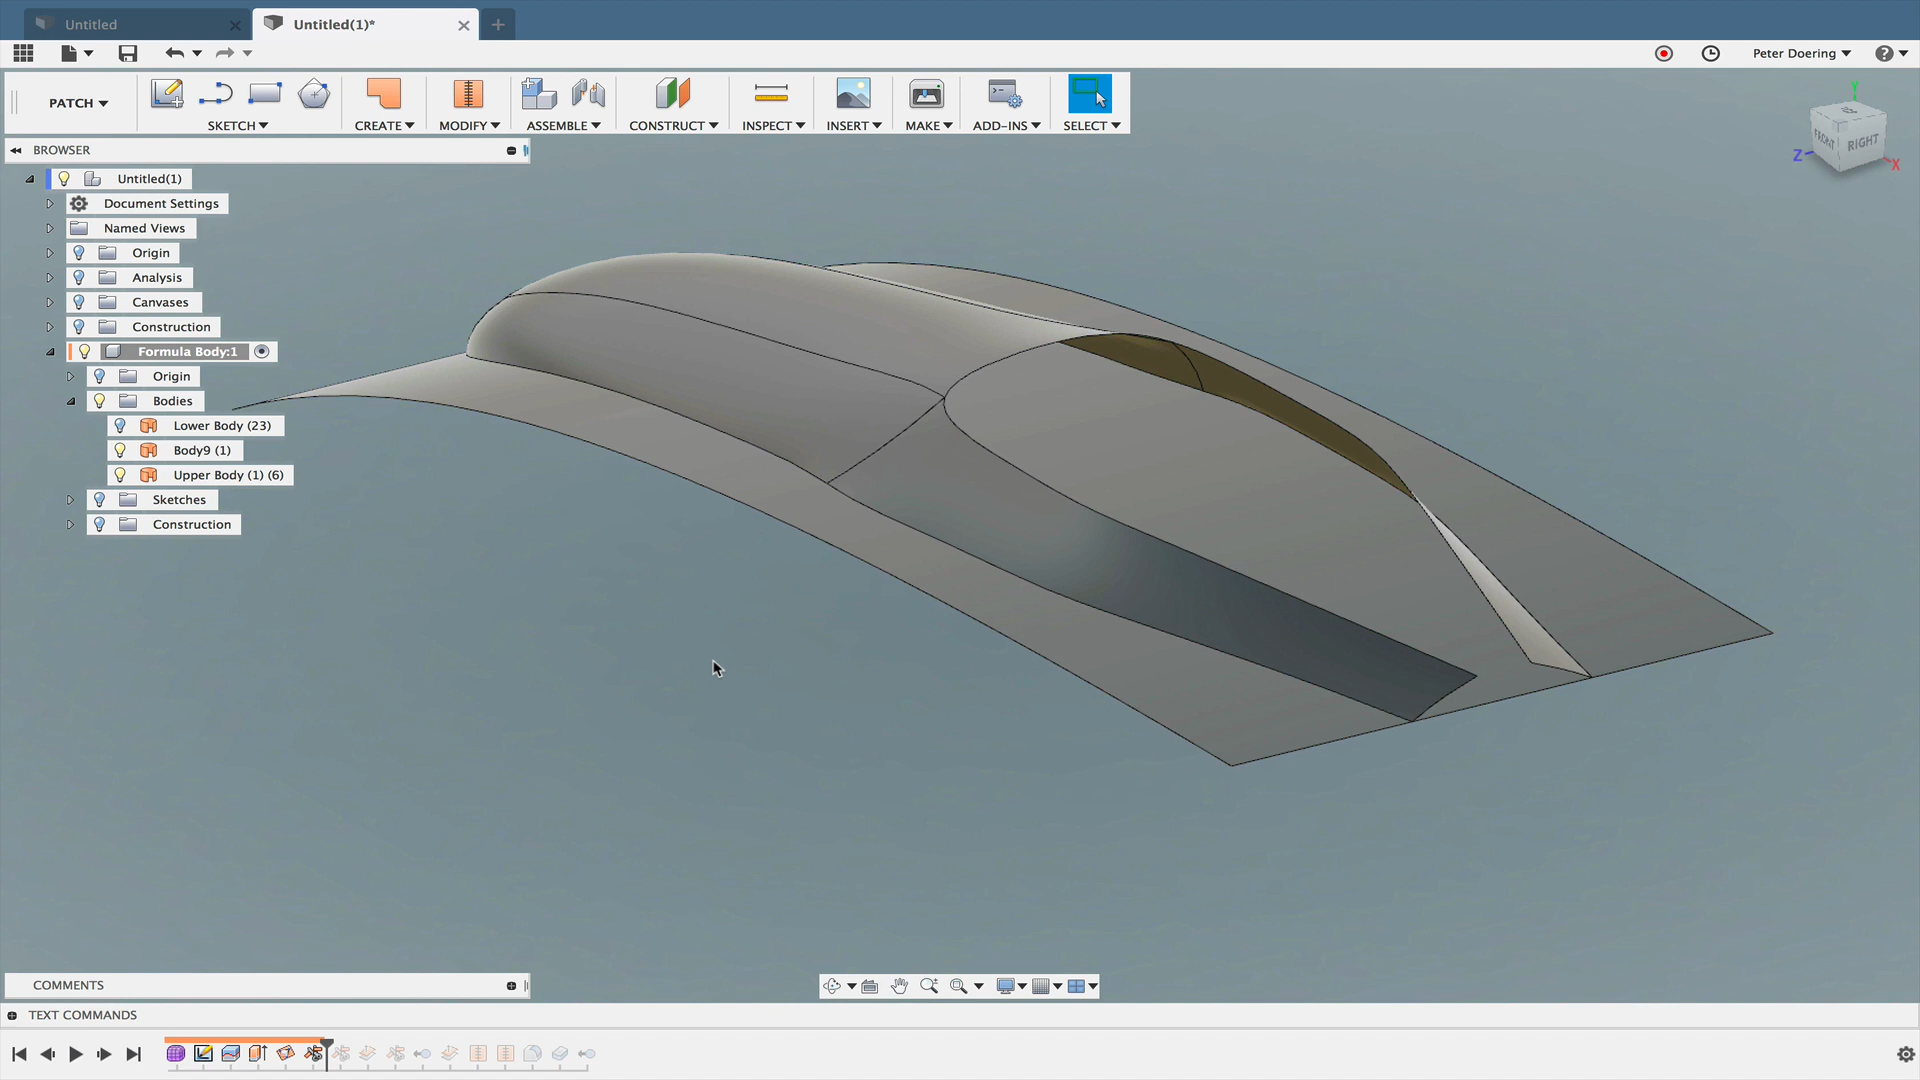 Untitled
Untitled(1)*
Peter Doering
PATCH
SKETCH
CREATE
MODIFY
ASSEMBLE
CONSTRUCT
INSPECT
INSERT
MAKE
ADD-INS
SELECT
Y
FRONT
RIGHT
Z
X
BROWSER
Untitled(1)
Document Settings
Named Views
Origin
Analysis
Canvases
Construction
Formula Body:1
Origin
Bodies
Lower Body (23)
Body9 (1)
Upper Body (1) (6)
Sketches
Construction
COMMENTS
TEXT COMMANDS